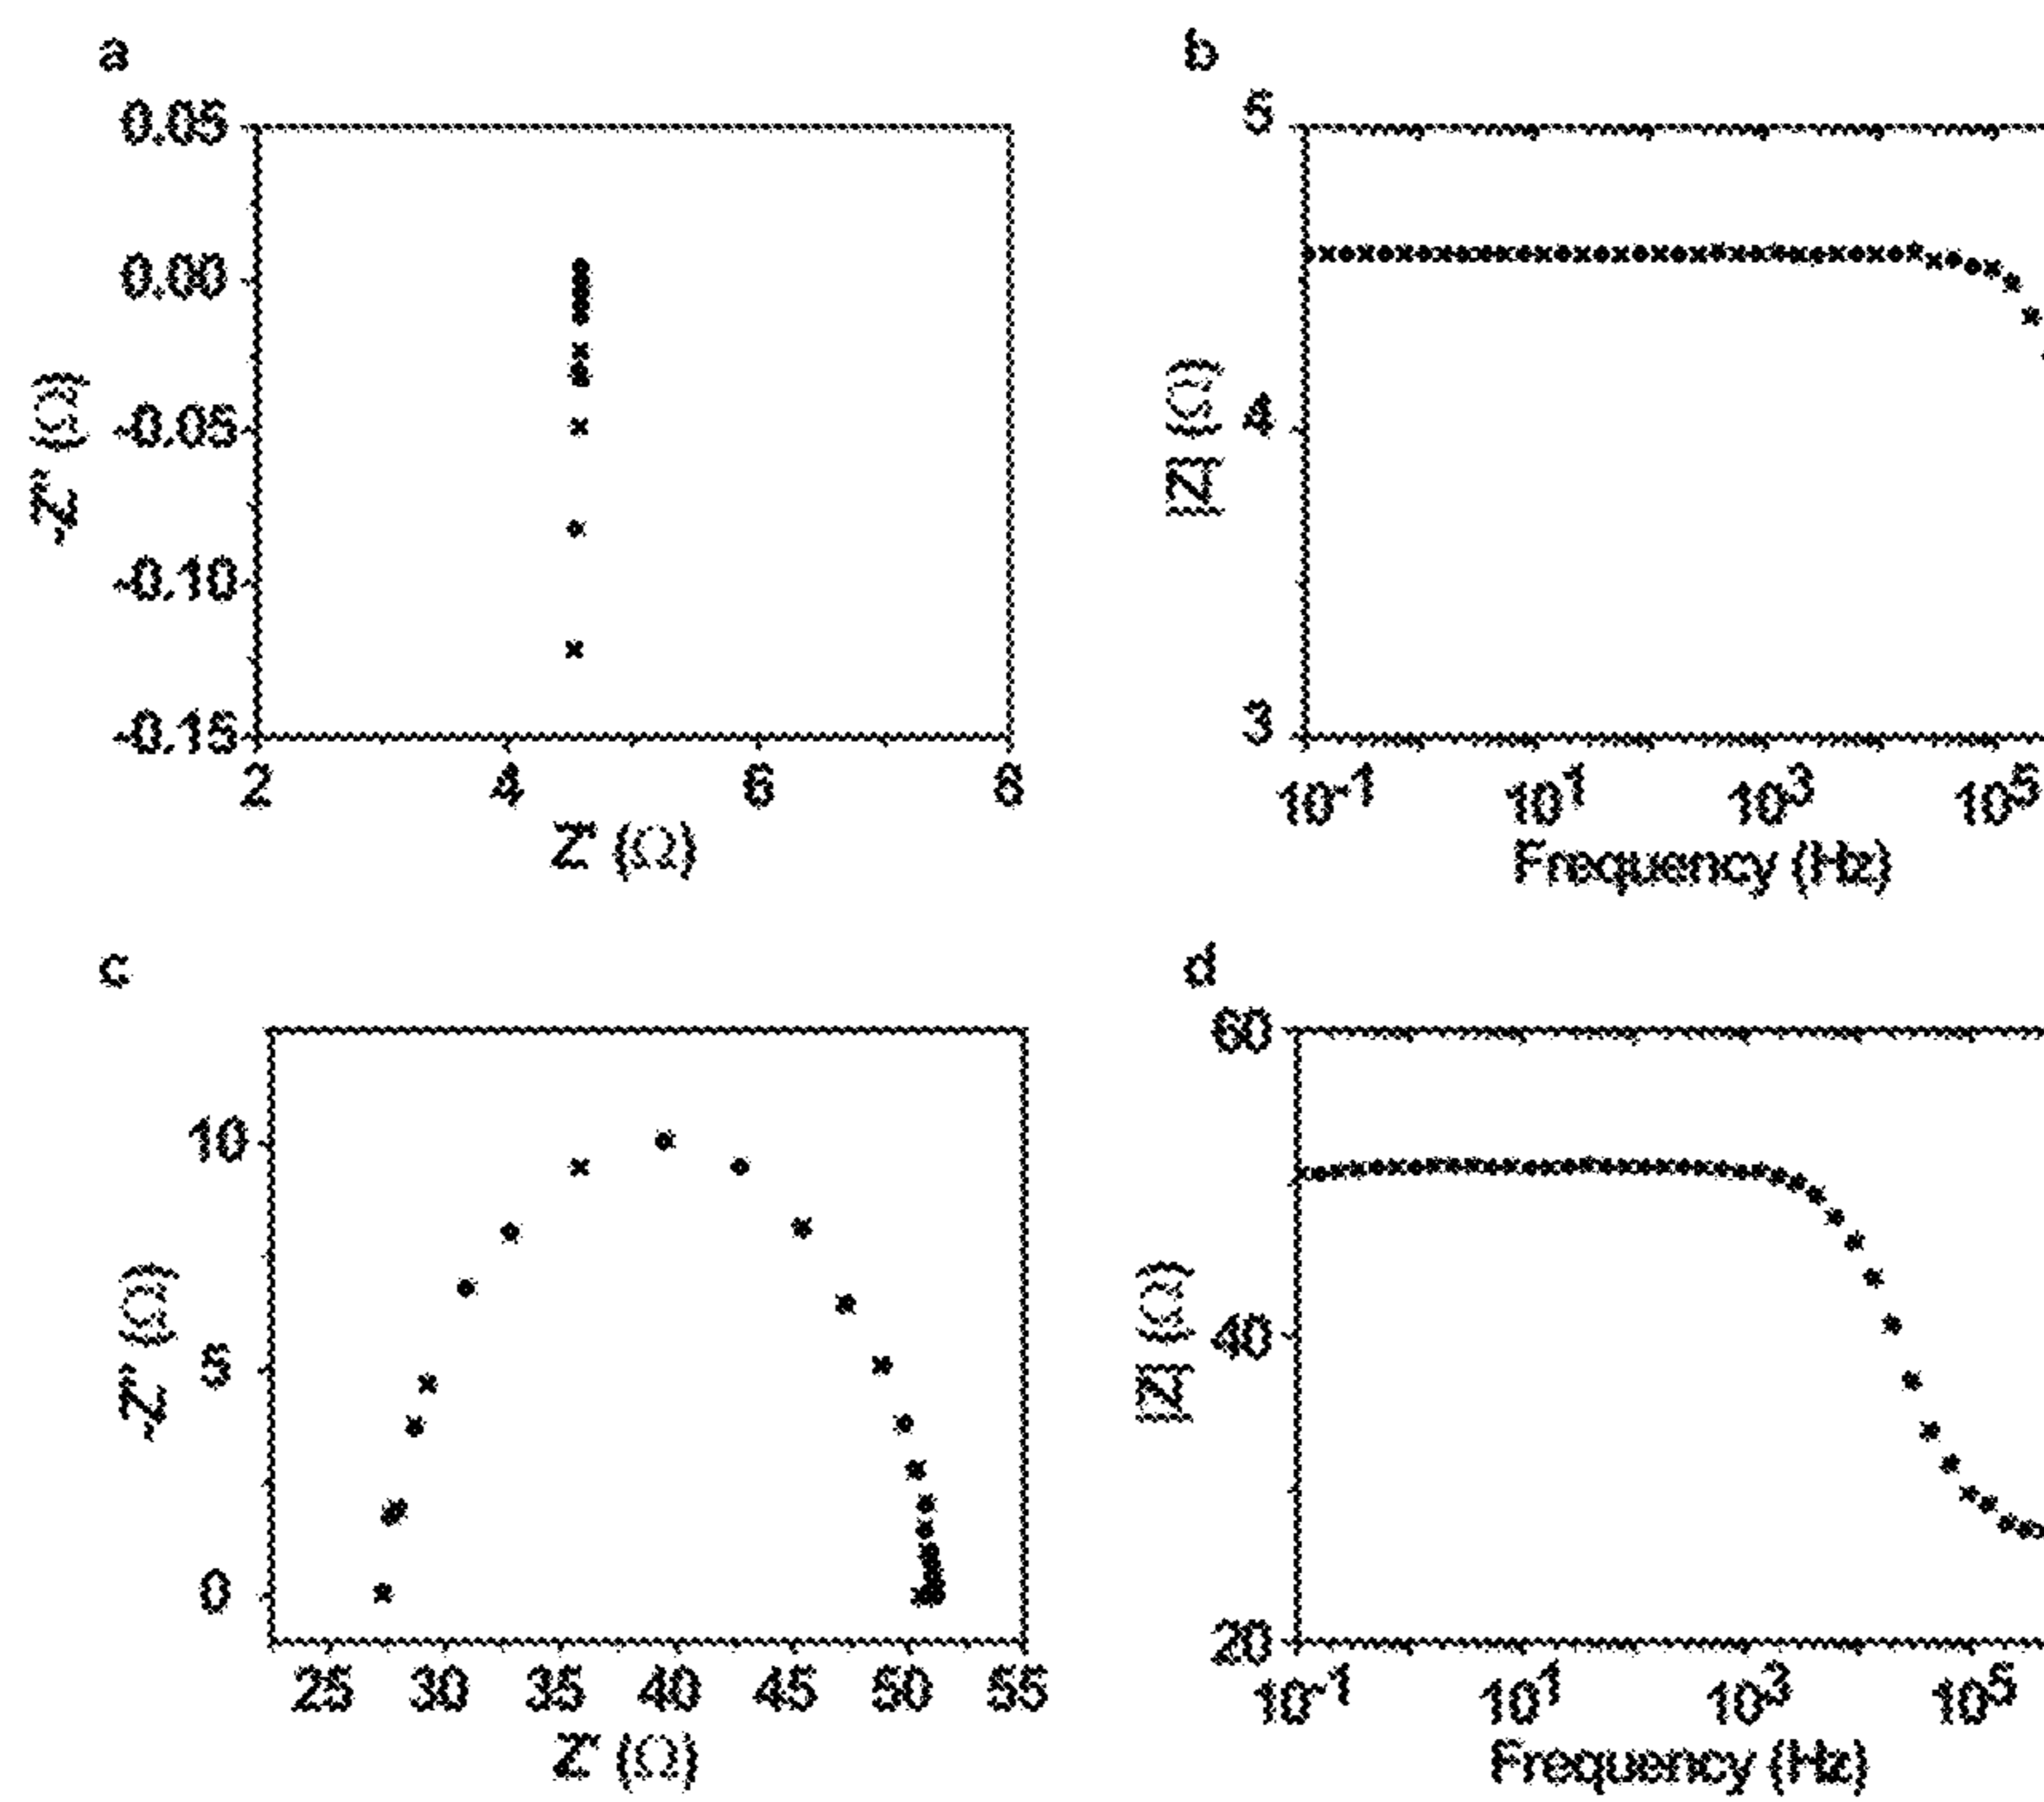 a
0.05
0.00
-0.05
-0.10
-0.15
-Z" (Ω)
2 4 6 8
Z' (Ω)
b
5
4
3
|Z| (Ω)
10⁻¹ 10¹ 10³ 10⁵
Frequency (Hz)
c
10
5
0
-Z" (Ω)
25 30 35 40 45 50 55
Z' (Ω)
d
60
40
20
|Z| (Ω)
10⁻¹ 10¹ 10³ 10⁵
Frequency (Hz)